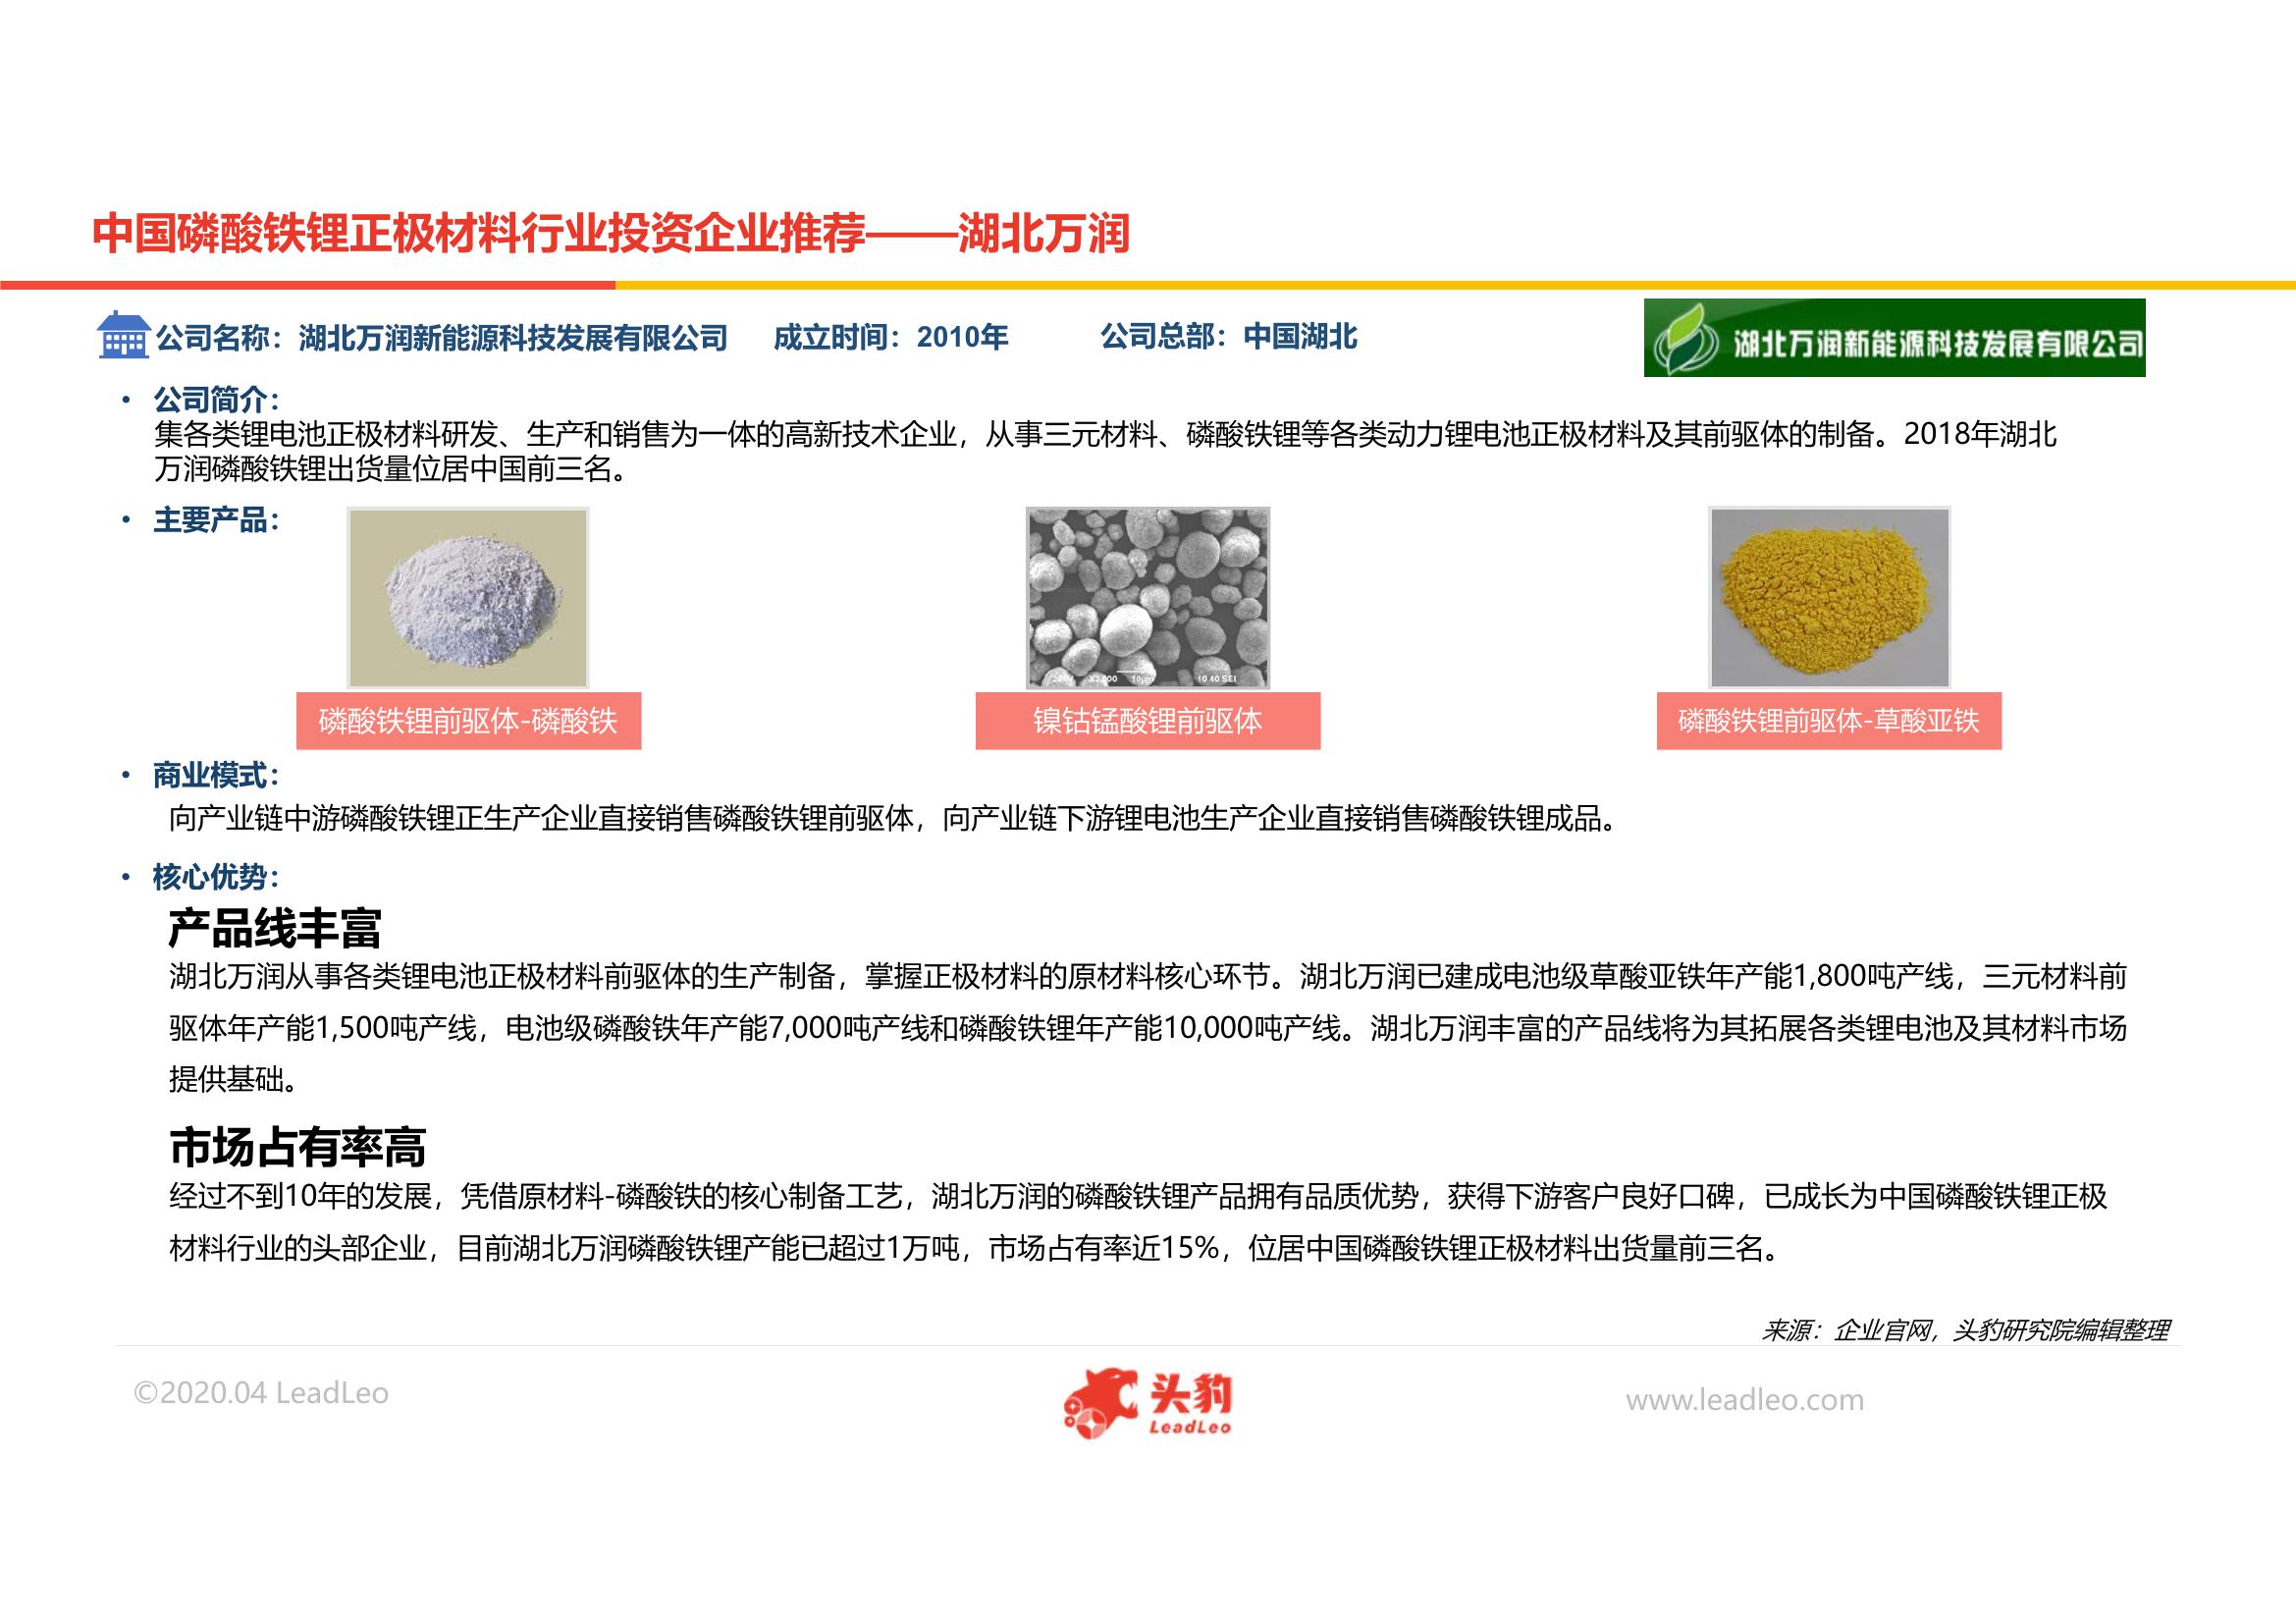 中国磷酸铁锂正极材料行业投资企业推荐——湖北万润
公司名称：湖北万润新能源科技发展有限公司 成立时间：2010年 公司总部：中国湖北
湖北万润新能源科技发展有限公司
• 公司简介：
集各类锂电池正极材料研发、生产和销售为一体的高新技术企业，从事三元材料、磷酸铁锂等各类动力锂电池正极材料及其前驱体的制备。2018年湖北
万润磷酸铁锂出货量位居中国前三名。
• 主要产品：
X2,000 10μm 10 40 SEI
磷酸铁锂前驱体-磷酸铁
镍钴锰酸锂前驱体
磷酸铁锂前驱体-草酸亚铁
• 商业模式：
向产业链中游磷酸铁锂正生产企业直接销售磷酸铁锂前驱体，向产业链下游锂电池生产企业直接销售磷酸铁锂成品。
• 核心优势：
产品线丰富
湖北万润从事各类锂电池正极材料前驱体的生产制备，掌握正极材料的原材料核心环节。湖北万润已建成电池级草酸亚铁年产能1,800吨产线，三元材料前
驱体年产能1,500吨产线，电池级磷酸铁年产能7,000吨产线和磷酸铁锂年产能10,000吨产线。湖北万润丰富的产品线将为其拓展各类锂电池及其材料市场
提供基础。
市场占有率高
经过不到10年的发展，凭借原材料-磷酸铁的核心制备工艺，湖北万润的磷酸铁锂产品拥有品质优势，获得下游客户良好口碑，已成长为中国磷酸铁锂正极
材料行业的头部企业，目前湖北万润磷酸铁锂产能已超过1万吨，市场占有率近15%，位居中国磷酸铁锂正极材料出货量前三名。
来源：企业官网，头豹研究院编辑整理
©2020.04 LeadLeo
头豹
LeadLeo
www.leadleo.com